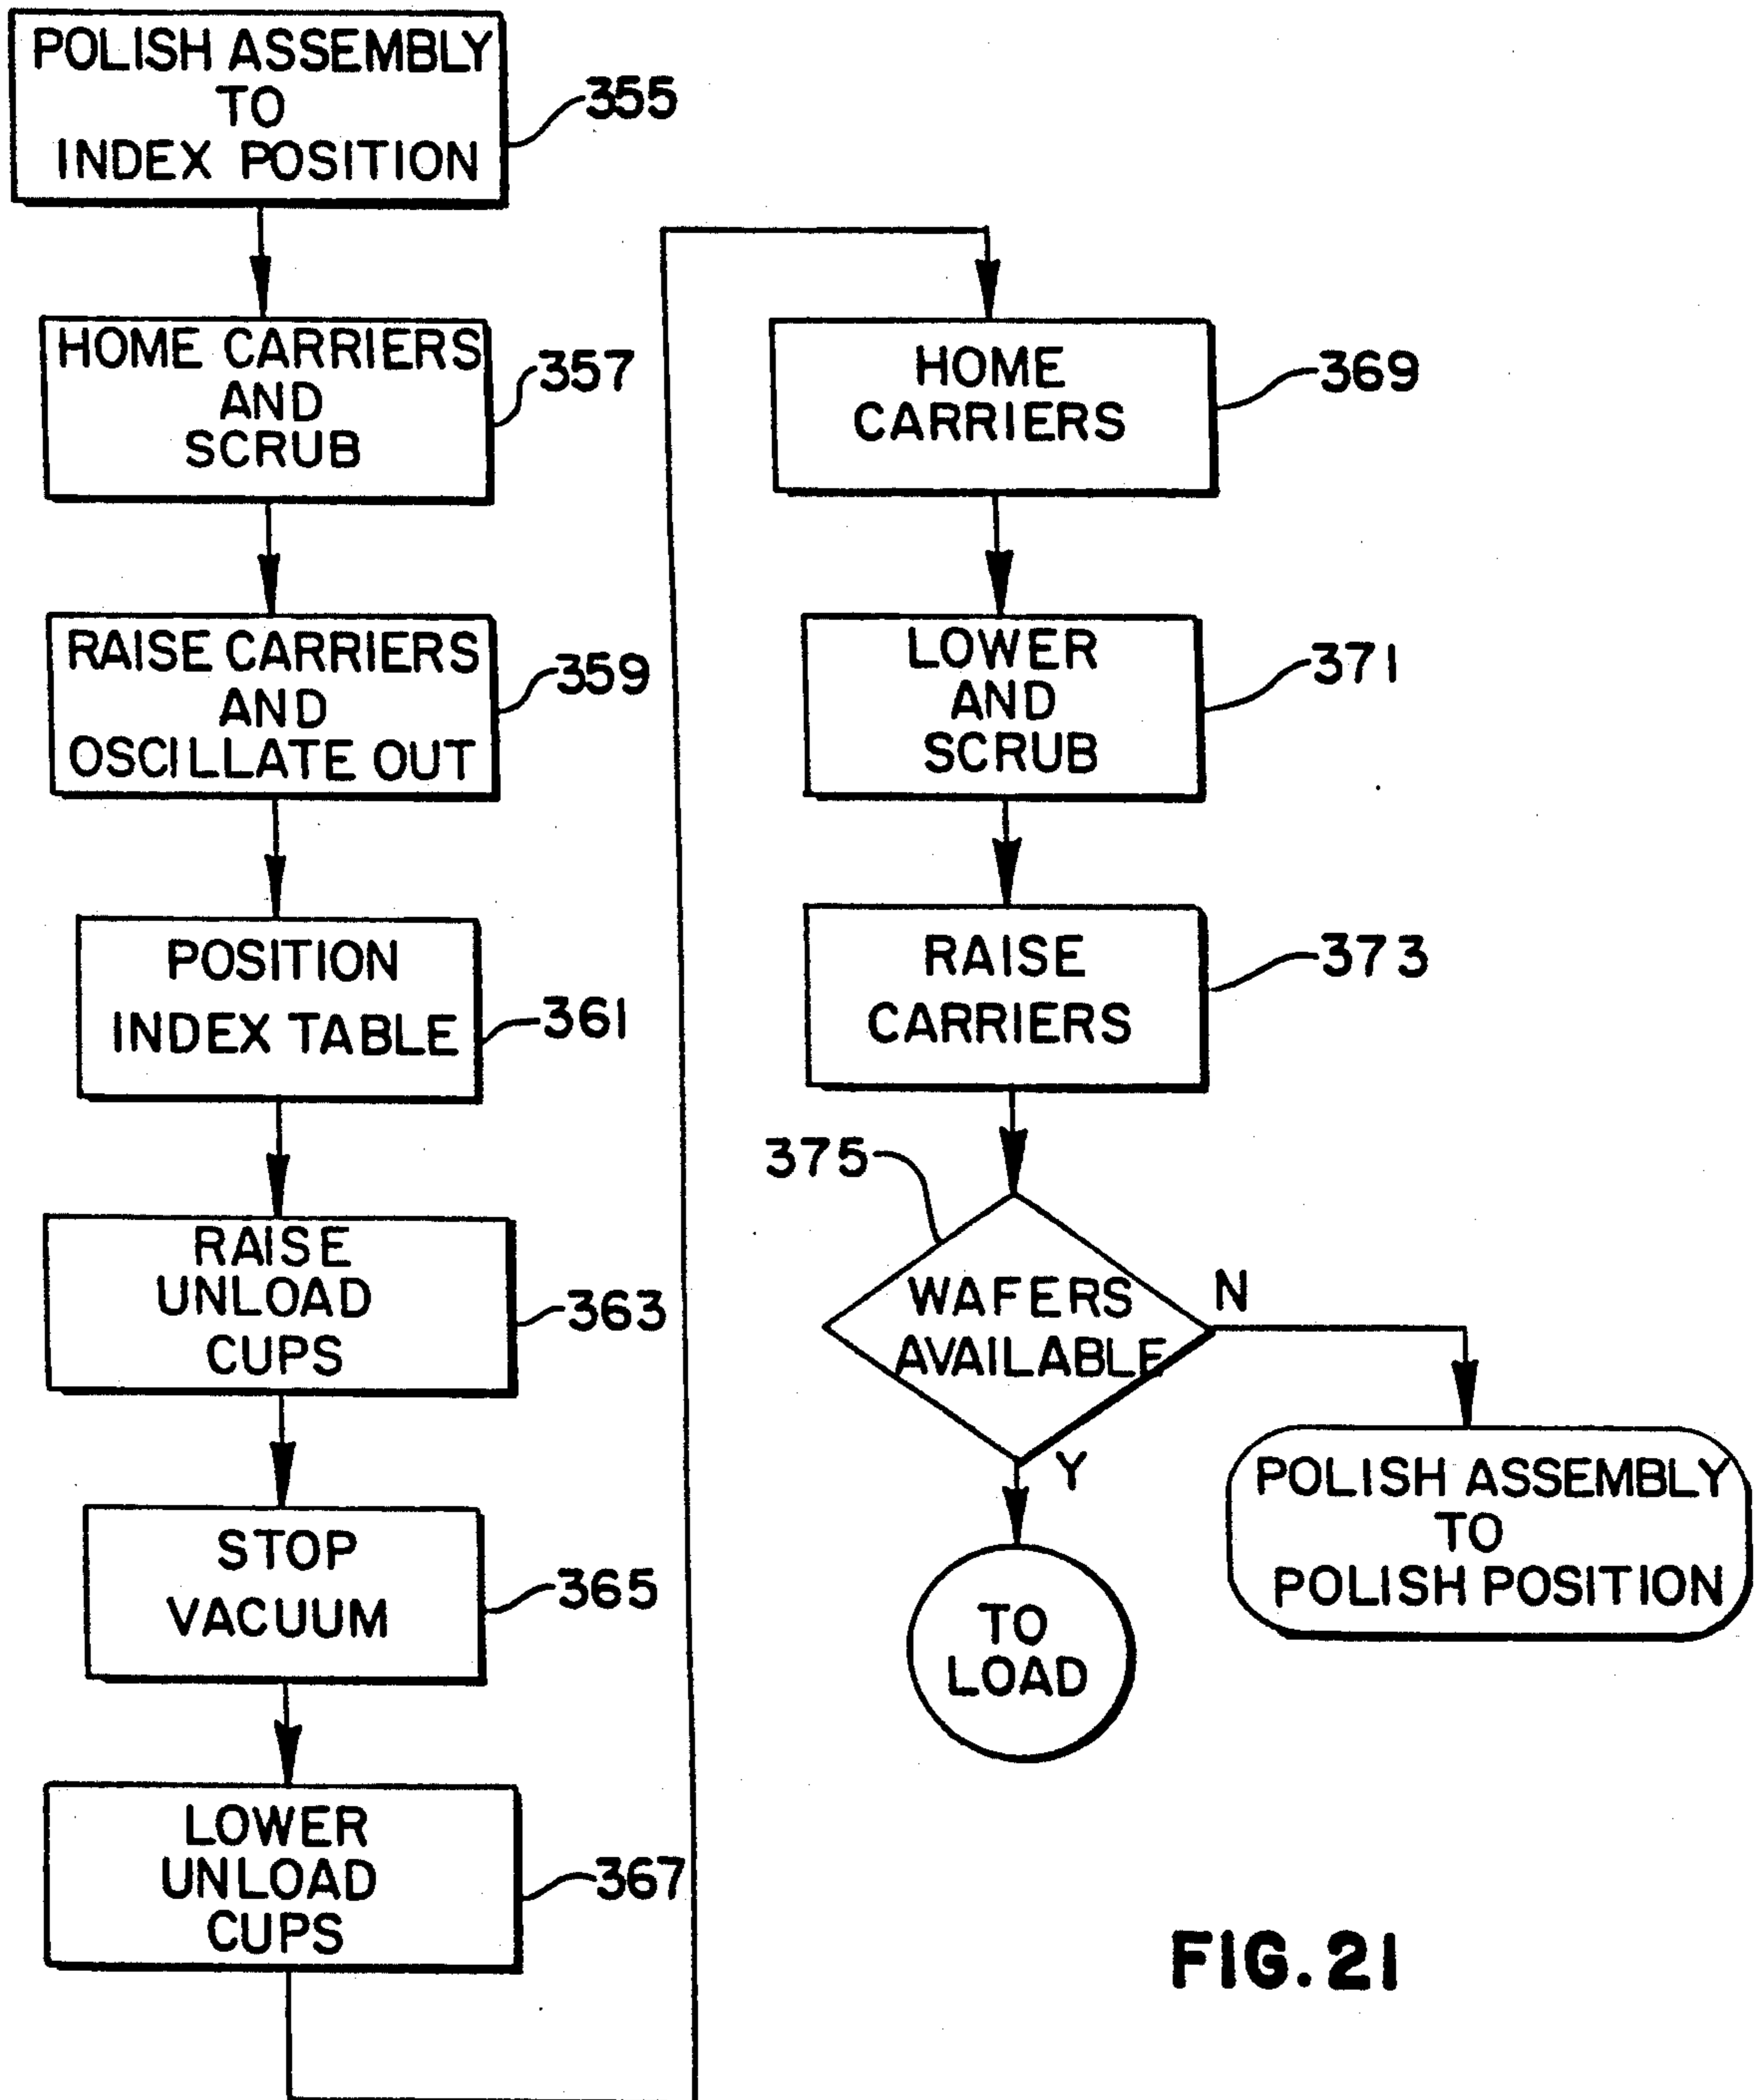 POLISH ASSEMBLY
TO
INDEX POSITION
355
HOME CARRIERS
AND
SCRUB
357
RAISE CARRIERS
AND
OSCILLATE OUT
359
POSITION
INDEX TABLE
361
RAISE
UNLOAD
CUPS
363
STOP
VACUUM
365
LOWER
UNLOAD
CUPS
367
HOME
CARRIERS
369
LOWER
AND
SCRUB
371
RAISE
CARRIERS
373
375
WAFERS
AVAILABLE
N
Y
POLISH ASSEMBLY
TO
POLISH POSITION
TO
LOAD
FIG. 21